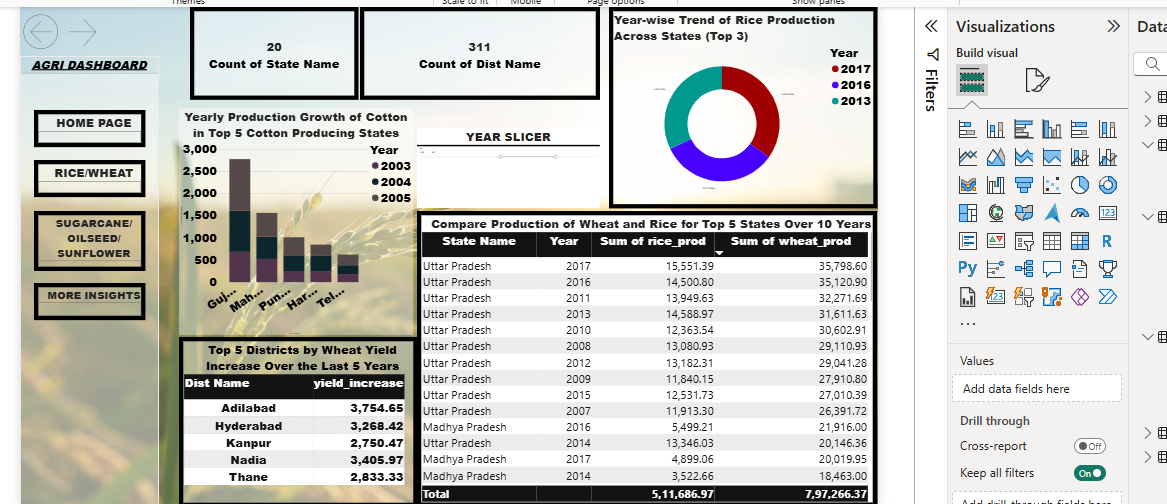 Themes
Scale to fit
Mobile
Page options
Show panes
AGRI DASHBOARD
HOME PAGE
RICE/WHEAT
SUGARCANE/
OILSEED/
SUNFLOWER
MORE INSIGHTS
20
Count of State Name
311
Count of Dist Name
Year-wise Trend of Rice Production
Across States (Top 3)
Year
2017
2016
2013
Yearly Production Growth of Cotton
in Top 5 Cotton Producing States
Year
2003
2004
2005
3,000
2,500
2,000
1,500
1,000
500
0
Guj...
Mah...
Pun...
Har...
Tel...
YEAR SLICER
Top 5 Districts by Wheat Yield
Increase Over the Last 5 Years
Dist Name yield_increase
Adilabad 3,754.65
Hyderabad 3,268.42
Kanpur 2,750.47
Nadia 3,405.97
Thane 2,833.33
Compare Production of Wheat and Rice for Top 5 States Over 10 Years
State Name Year Sum of rice_prod Sum of wheat_prod
Uttar Pradesh 2017 15,551.39 35,798.60
Uttar Pradesh 2016 14,500.80 35,120.90
Uttar Pradesh 2011 13,949.63 32,271.69
Uttar Pradesh 2013 14,588.97 31,611.63
Uttar Pradesh 2010 12,363.54 30,602.91
Uttar Pradesh 2008 13,080.93 29,110.93
Uttar Pradesh 2012 13,182.31 29,041.28
Uttar Pradesh 2009 11,840.15 27,910.80
Uttar Pradesh 2015 12,531.73 27,010.39
Uttar Pradesh 2007 11,913.30 26,391.72
Madhya Pradesh 2016 5,499.21 21,916.00
Uttar Pradesh 2014 13,346.03 20,146.36
Madhya Pradesh 2017 4,899.06 20,019.95
Madhya Pradesh 2014 3,522.66 18,463.00
Total 5,11,686.97 7,97,266.37
Filters
Visualizations
Build visual
123
R
Py
123
...
Values
Add data fields here
Drill through
Cross-report Off
Keep all filters On
Add drill-through fields here
Data